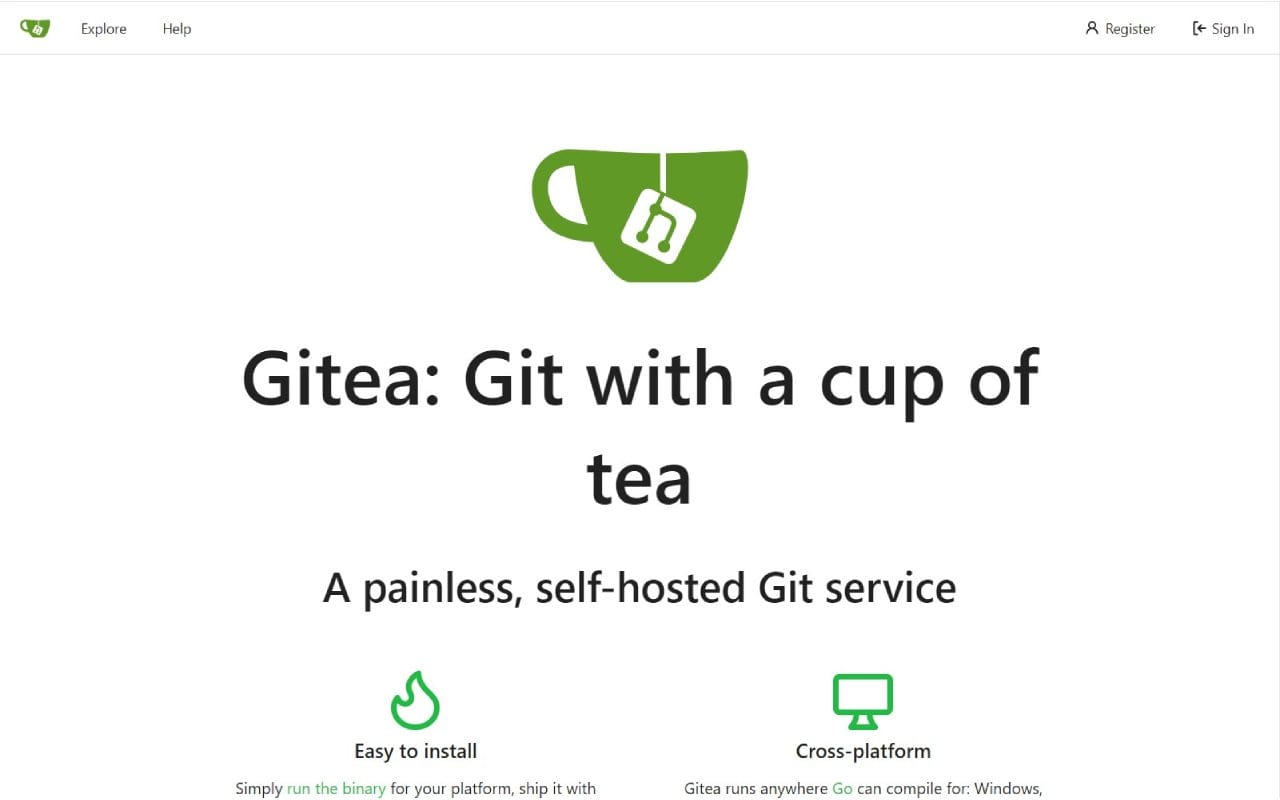 Explore
Help
Register
Sign In
Gitea: Git with a cup of
tea
A painless, self-hosted Git service
Easy to install
Simply run the binary for your platform, ship it with
Cross-platform
Gitea runs anywhere Go can compile for: Windows,